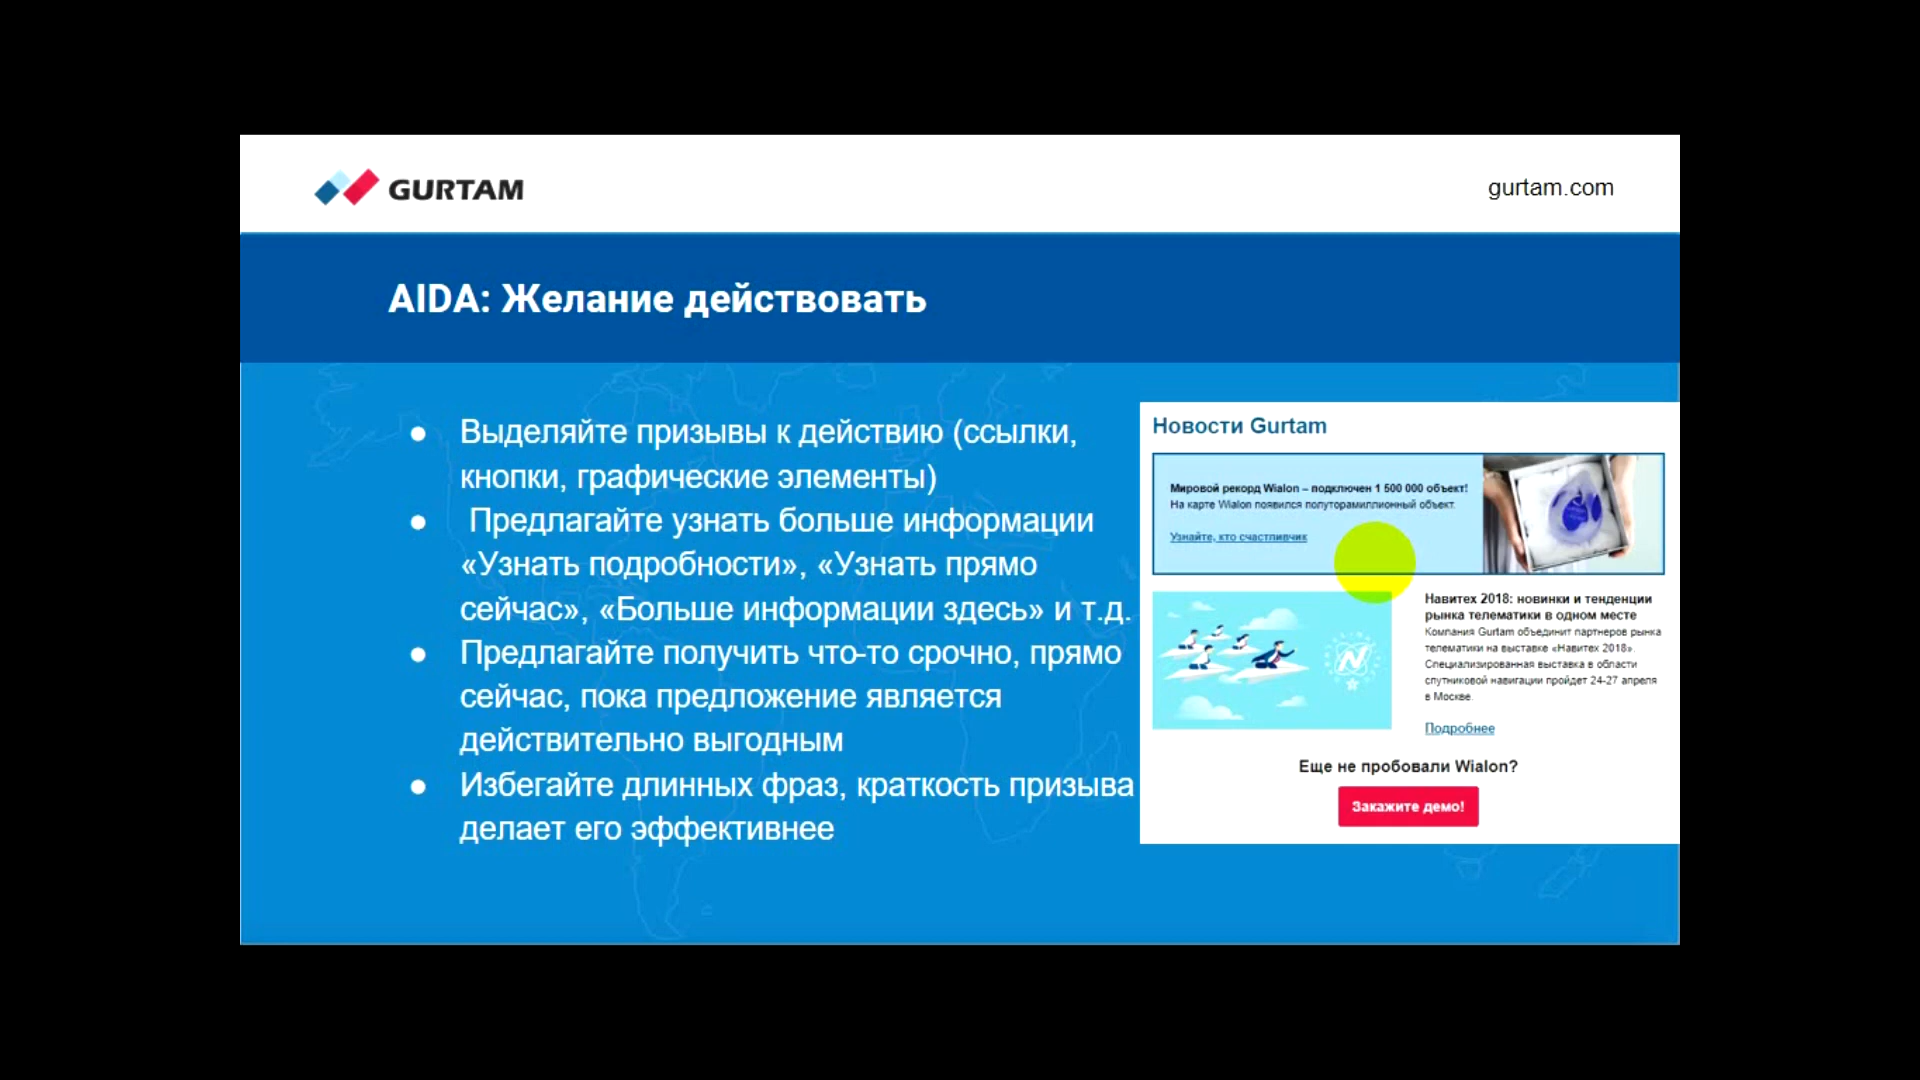 GURTAM
gurtam.com
AIDA: Желание действовать
● Выделяйте призывы к действию (ссылки,
кнопки, графические элементы)
● Предлагайте узнать больше информации
«Узнать подробности», «Узнать прямо
сейчас», «Больше информации здесь» и т.д.
● Предлагайте получить что-то срочно, прямо
сейчас, пока предложение является
действительно выгодным
● Избегайте длинных фраз, краткость призыва
делает его эффективнее
Новости Gurtam
Мировой рекорд Wialon – подключен 1 500 000 объект!
На карте Wialon появился полуторамиллионный объект.
Узнайте, кто счастливчик
Навитех 2018: новинки и тенденции
рынка телематики в одном месте
Компания Gurtam объединит партнеров рынка
телематики на выставке «Навитех 2018».
Специализированная выставка в области
спутниковой навигации пройдет 24-27 апреля
в Москве.
Подробнее
Еще не пробовали Wialon?
Закажите демо!